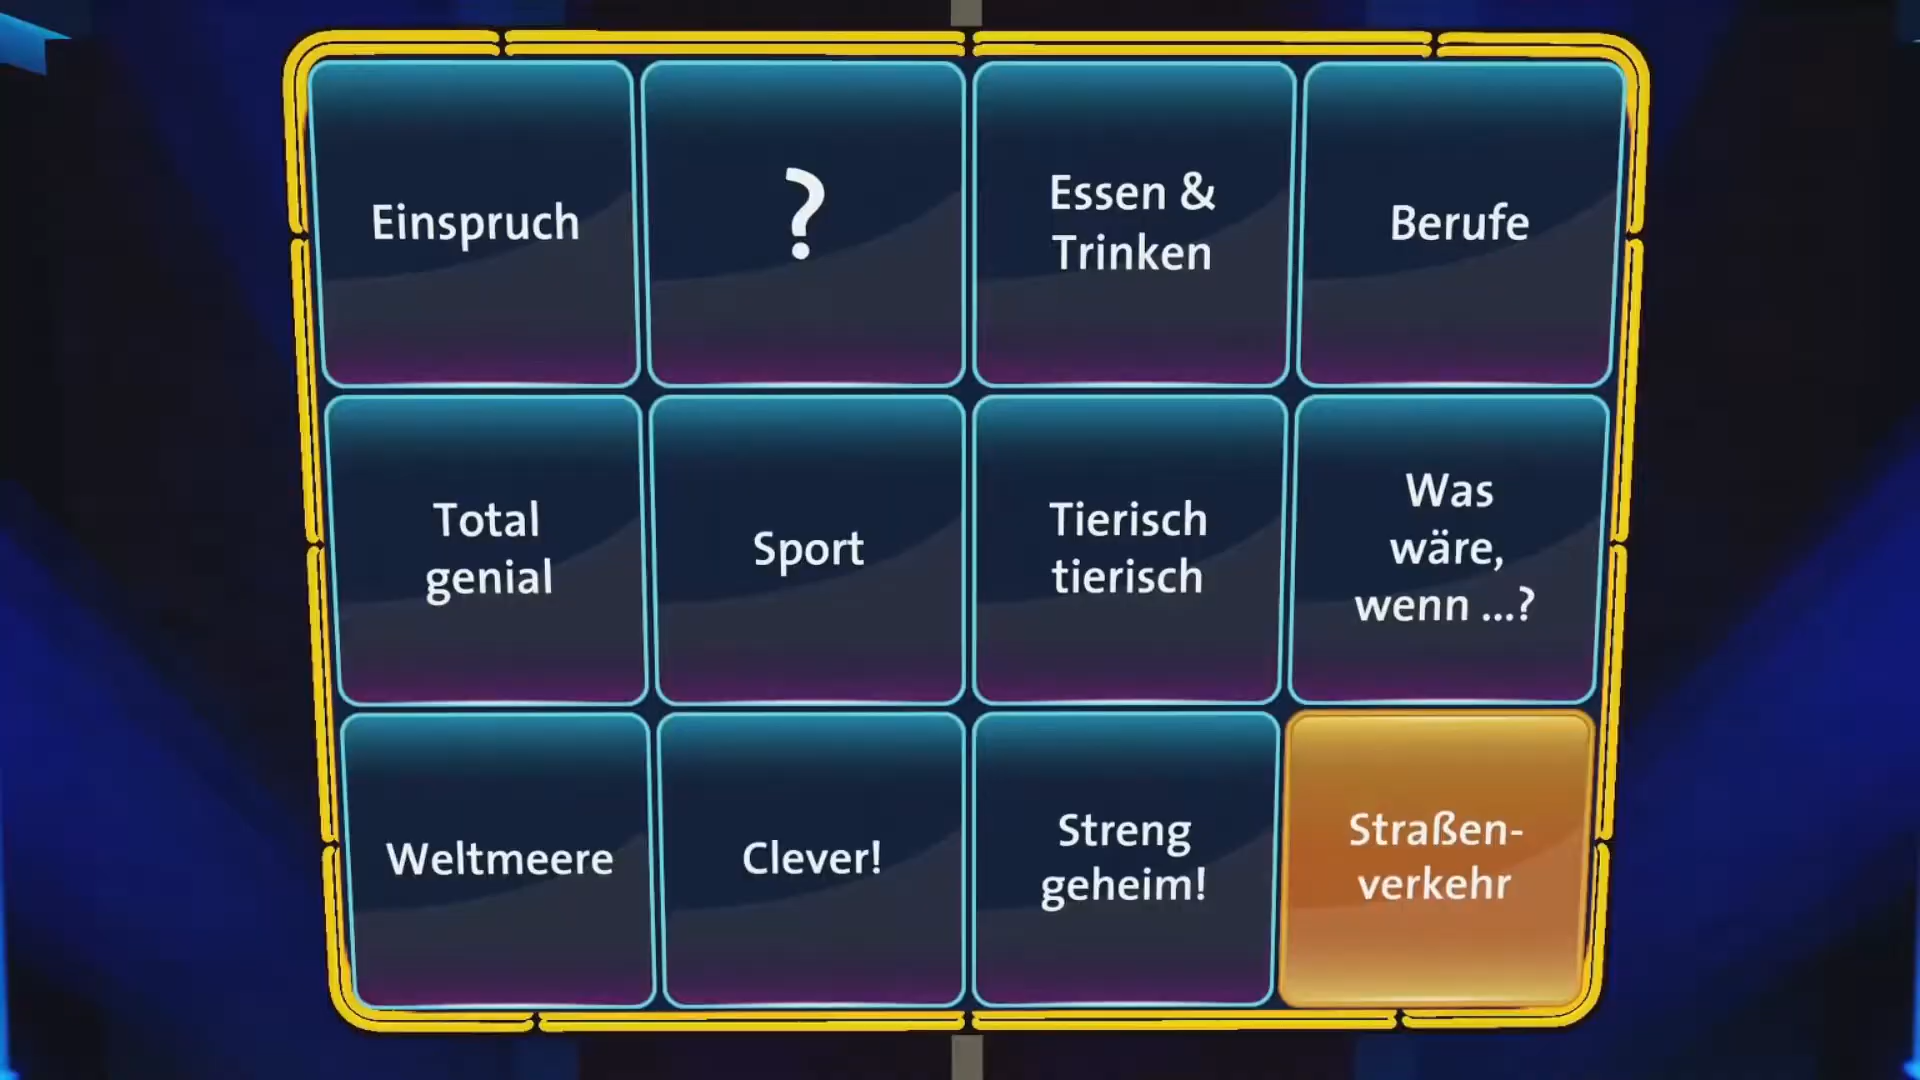 Einspruch
?
Essen &
Trinken
Berufe
Total
genial
Sport
Tierisch
tierisch
Was
wäre,
wenn ...?
Weltmeere
Clever!
Streng
geheim!
Straßen-
verkehr